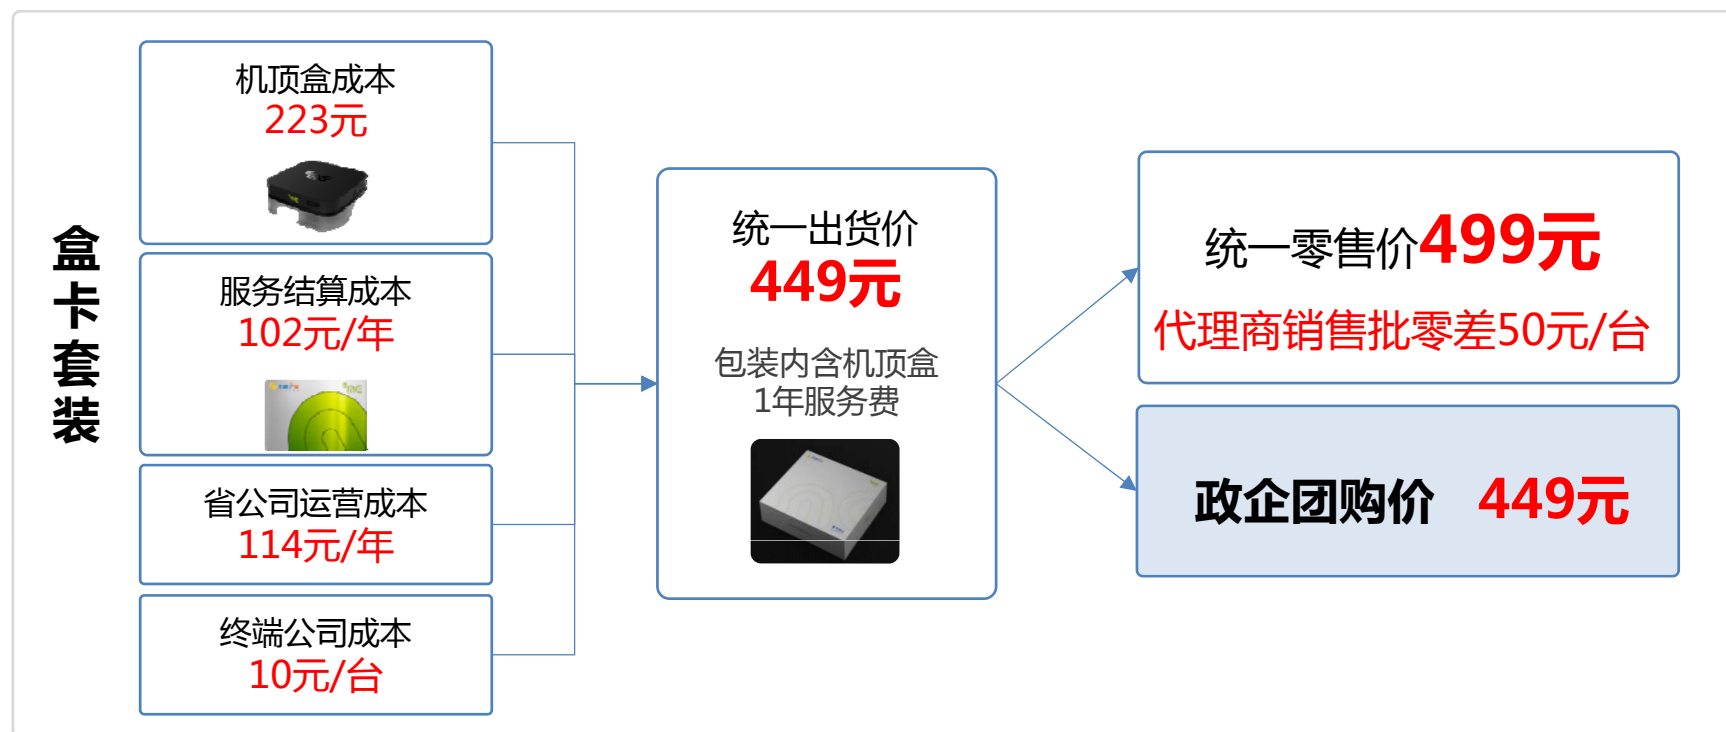 盒卡套装
机顶盒成本
223元
服务结算成本
102元/年
省公司运营成本
114元/年
终端公司成本
10元/台
统一出货价
449元
包装内含机顶盒
1年服务费
统一零售价499元
代理商销售批零差50元/台
政企团购价 449元